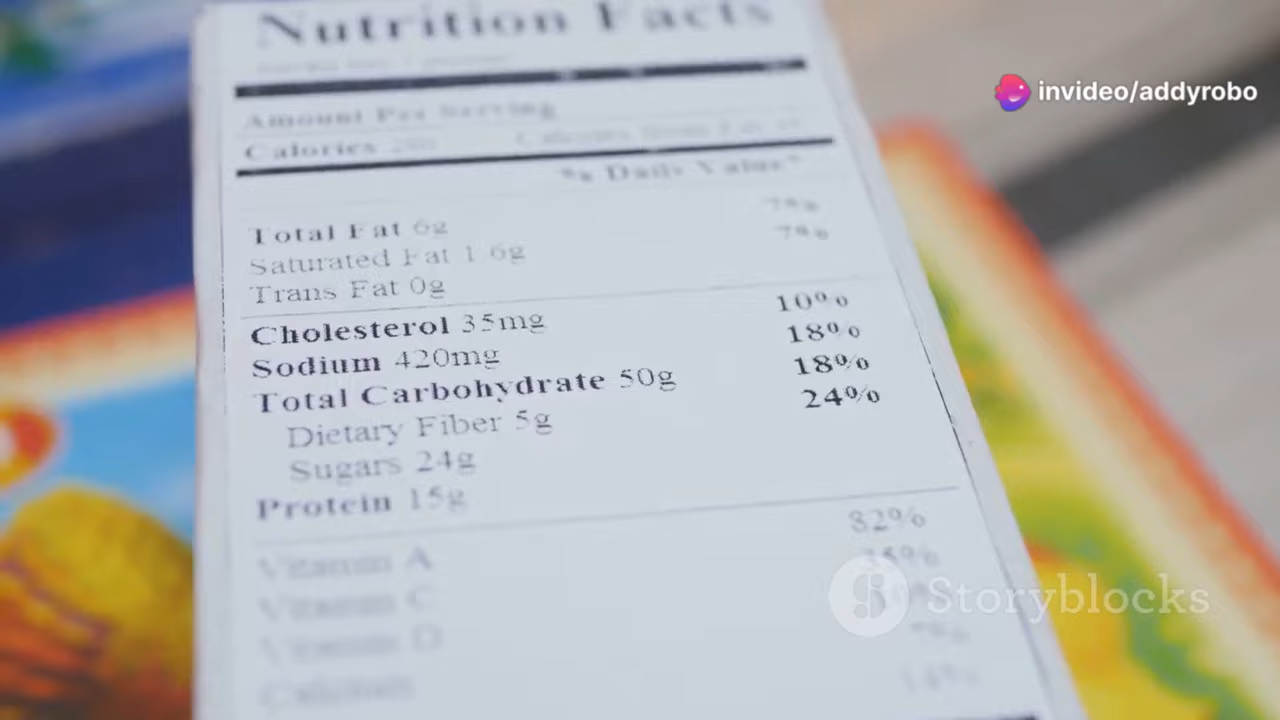 Nutrition Facts
invideo/addyrobo
Amount Per Serving
Calories
% Daily Value*
Total Fat 6g
Saturated Fat 1.6g 7%
Trans Fat 0g
Cholesterol 35mg 10%
Sodium 420mg 18%
Total Carbohydrate 50g 18%
Dietary Fiber 5g 24%
Sugars 24g
Protein 15g
Vitamin A 82%
Vitamin C
Vitamin D
Calcium
Storyblocks